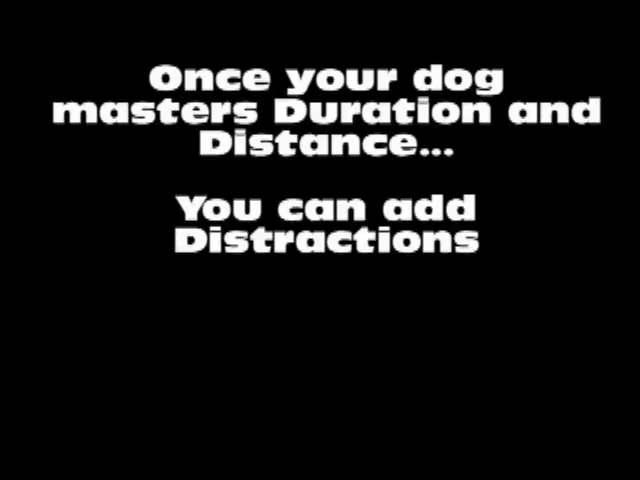 Once your dog
masters Duration and
Distance...
You can add
Distractions